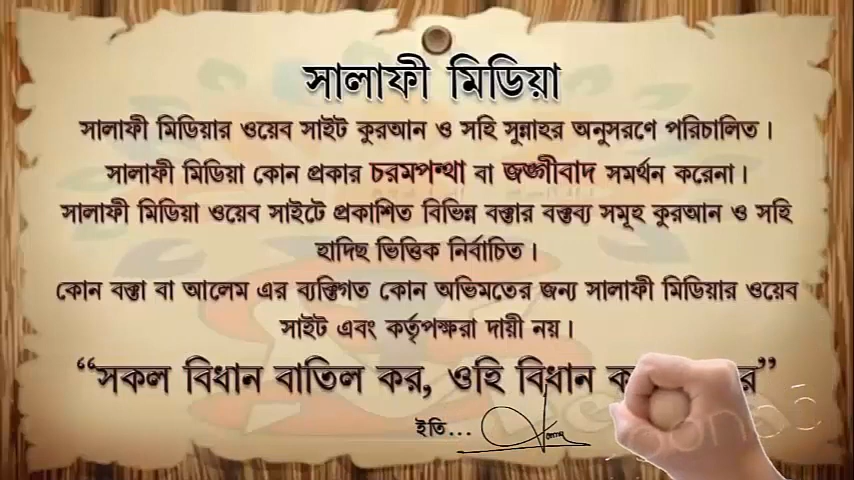 সালাফী মিডিয়া
সালাফী মিডিয়ার ওয়েব সাইট কুরআন ও সহি সুন্নাহর অনুসরণে পরিচালিত।
সালাফী মিডিয়া কোন প্রকার চরমপন্থা বা জঙ্গীবাদ সমর্থন করেনা।
সালাফী মিডিয়া ওয়েব সাইটে প্রকাশিত বিভিন্ন বক্তার বক্তব্য সমূহ কুরআন ও সহি
হাদিছ ভিত্তিক নির্বাচিত।
কোন বক্তা বা আলেম এর ব্যক্তিগত কোন অভিমতের জন্য সালাফী মিডিয়ার ওয়েব
সাইট এবং কর্তৃপক্ষরা দায়ী নয়।
“সকল বিধান বাতিল কর, ওহি বিধান
ইতি...